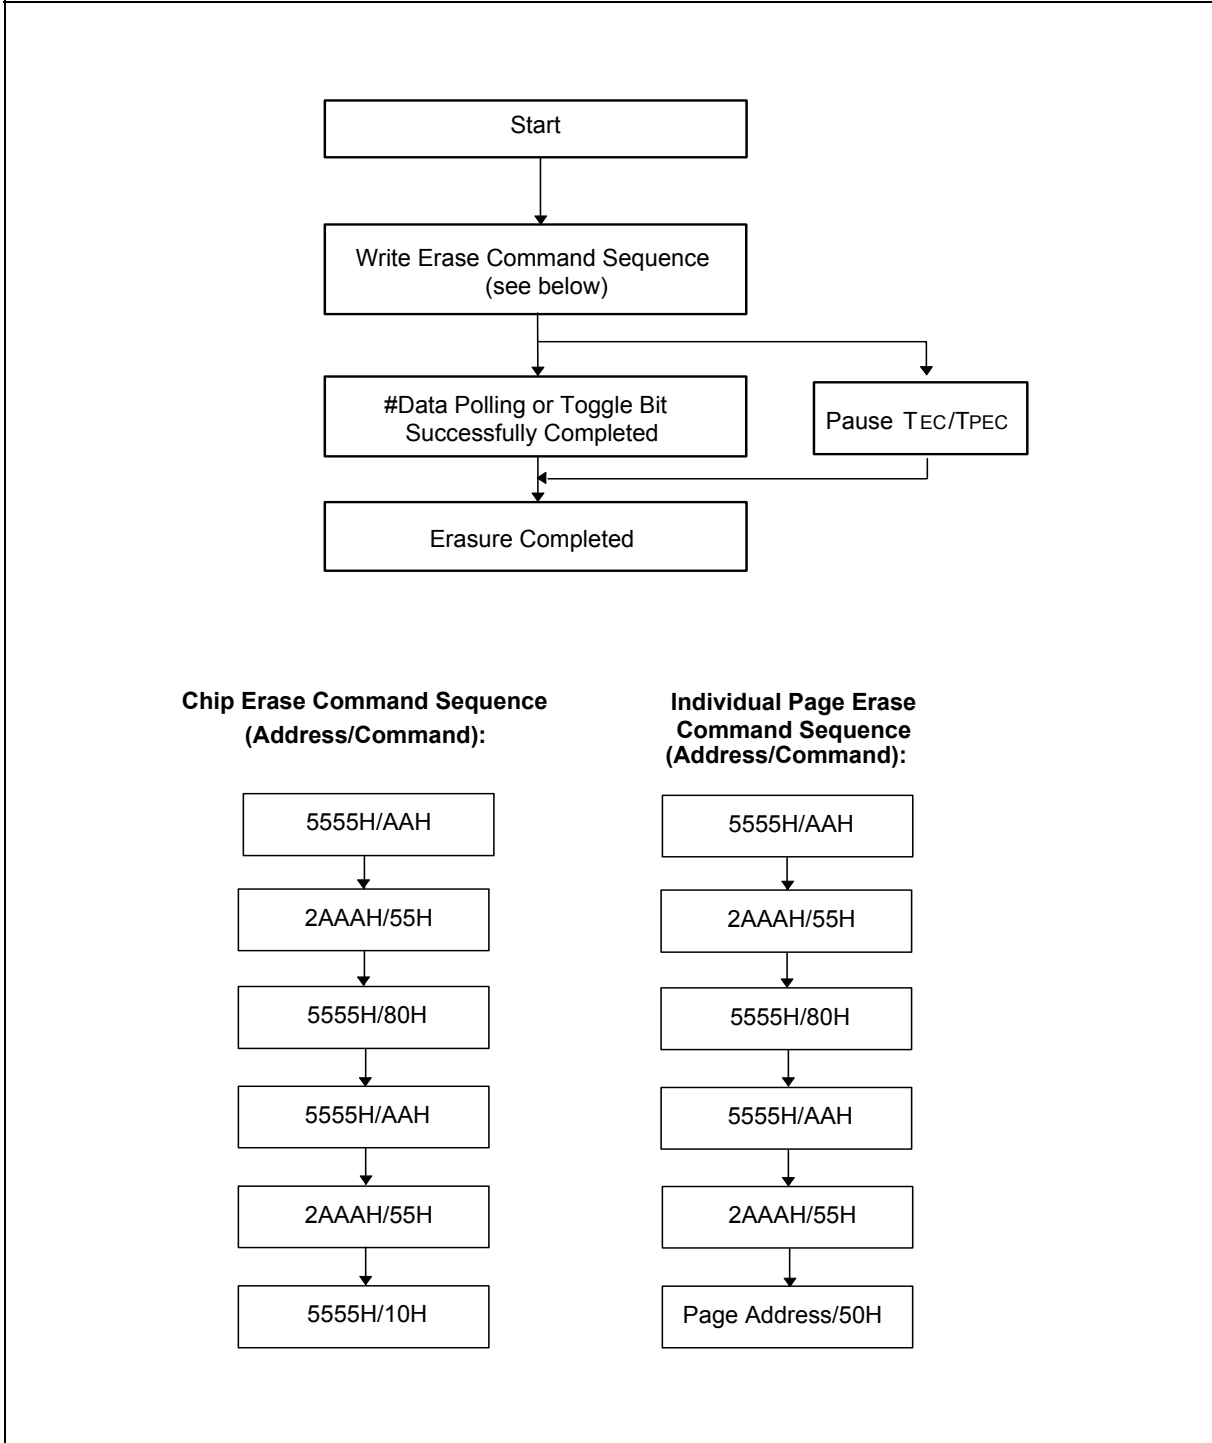 Start
Write Erase Command Sequence
(see below)
#Data Polling or Toggle Bit
Successfully Completed
Pause TEC/TPEC
Erasure Completed
Chip Erase Command Sequence
(Address/Command):
5555H/AAH
2AAAH/55H
5555H/80H
5555H/AAH
2AAAH/55H
5555H/10H
Individual Page Erase
Command Sequence
(Address/Command):
5555H/AAH
2AAAH/55H
5555H/80H
5555H/AAH
2AAAH/55H
Page Address/50H